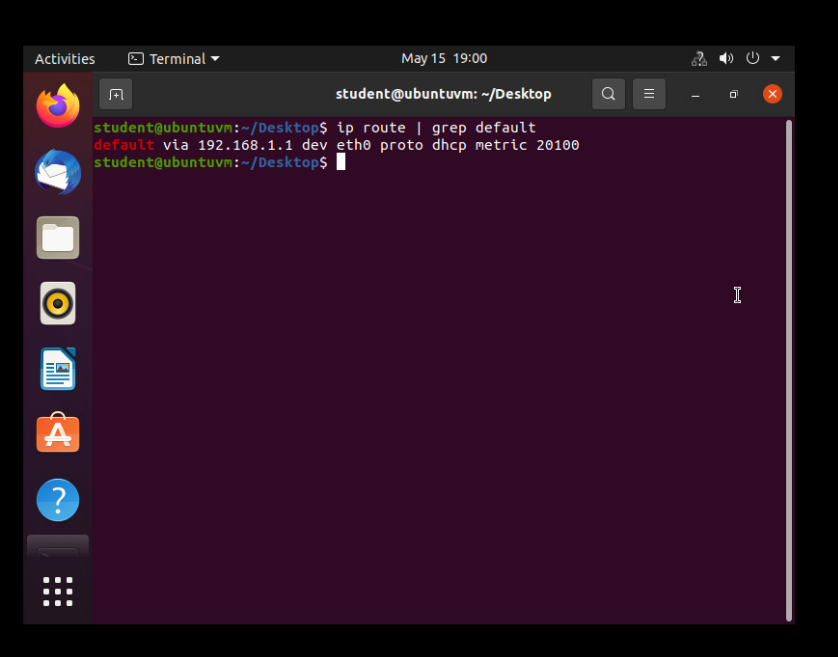 Activities Terminal May 15 19:00
student@ubuntuvm: ~/Desktop
student@ubuntuvm:~/Desktop$ ip route | grep default
default via 192.168.1.1 dev eth0 proto dhcp metric 20100
student@ubuntuvm:~/Desktop$